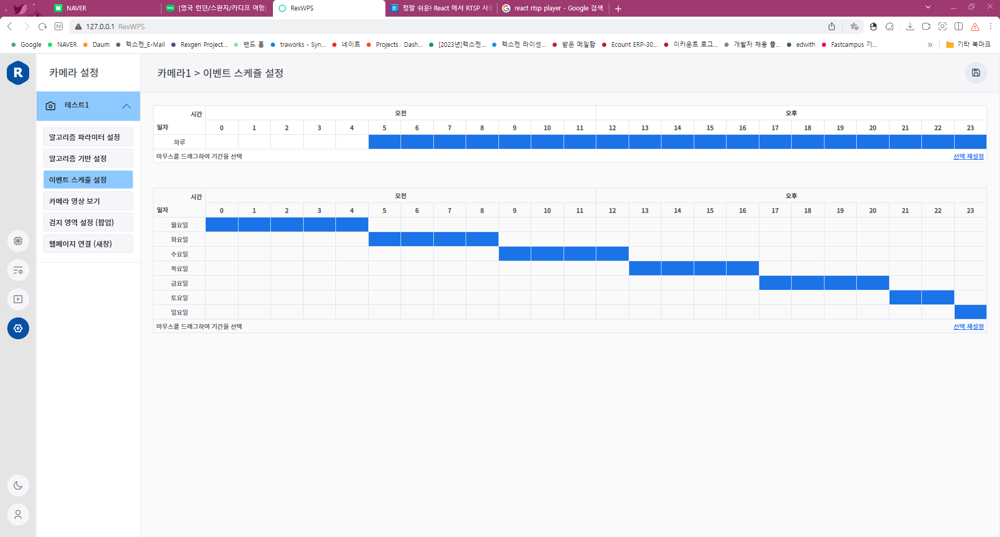 NAVER
[영국 런던/스완지/카디프 여행]
RexWPS
정말 쉬운! React 에서 RTSP 사용
react rtsp player - Google 검색
127.0.0.1 RexWPS
Google
NAVER
Daum
렉스젠_E-Mail
Rexgen Project...
밴드 홈
traworks - Syn...
네이트
Projects · Dash...
[2023년]렉스젠...
렉스젠 라이센...
받은 메일함
Ecount ERP-30...
이카운트 로그...
개발자 채용 플...
edwith
Fastcampus 기...
기타 북마크
R
카메라 설정
테스트1
알고리즘 파라미터 설정
알고리즘 기반 설정
이벤트 스케쥴 설정
카메라 영상 보기
검지 영역 설정 (팝업)
웹페이지 연결 (새창)
카메라1 > 이벤트 스케쥴 설정
시간 오전 오후
일자 0 1 2 3 4 5 6 7 8 9 10 11 12 13 14 15 16 17 18 19 20 21 22 23
하루
마우스를 드래그하여 기간을 선택 선택 재설정
시간 오전 오후
일자 0 1 2 3 4 5 6 7 8 9 10 11 12 13 14 15 16 17 18 19 20 21 22 23
월요일
화요일
수요일
목요일
금요일
토요일
일요일
마우스를 드래그하여 기간을 선택 선택 재설정